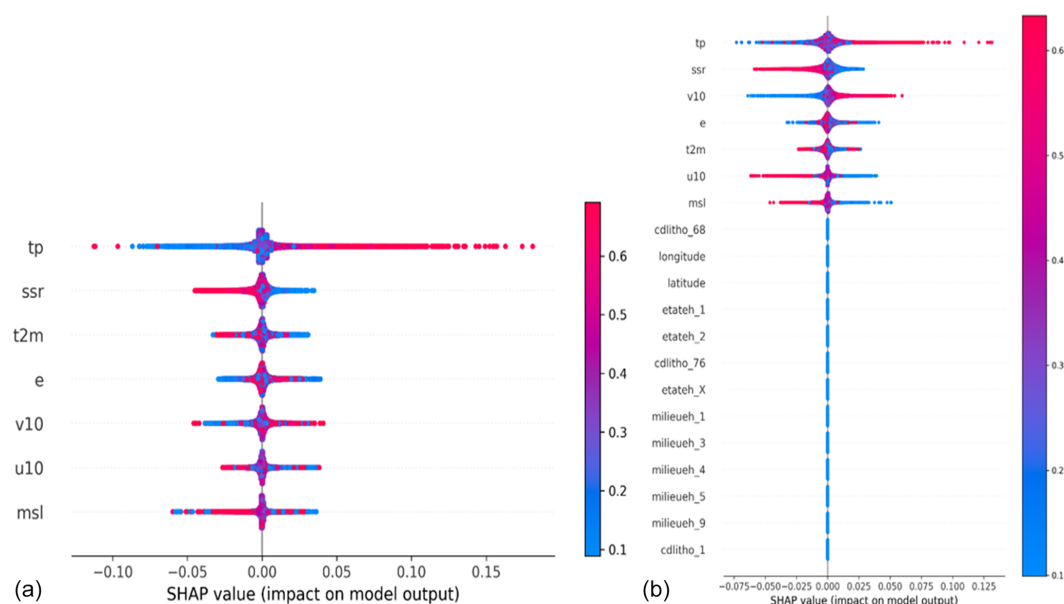 tp
ssr
t2m
e
v10
u10
msl
−0.10 −0.05 0.00 0.05 0.10 0.15
SHAP value (impact on model output)
0.6
0.5
0.4
0.3
0.2
0.1
(a)
tp
ssr
v10
e
t2m
u10
msl
cdlitho_68
longitude
latitude
etateh_1
etateh_2
cdlitho_76
etateh_X
milieueh_1
milieueh_3
milieueh_4
milieueh_5
milieueh_9
cdlitho_1
−0.075 −0.050 −0.025 0.000 0.025 0.050 0.075 0.100 0.125
SHAP value (impact on model output)
0.6
0.5
0.4
0.3
0.2
0.1
(b)